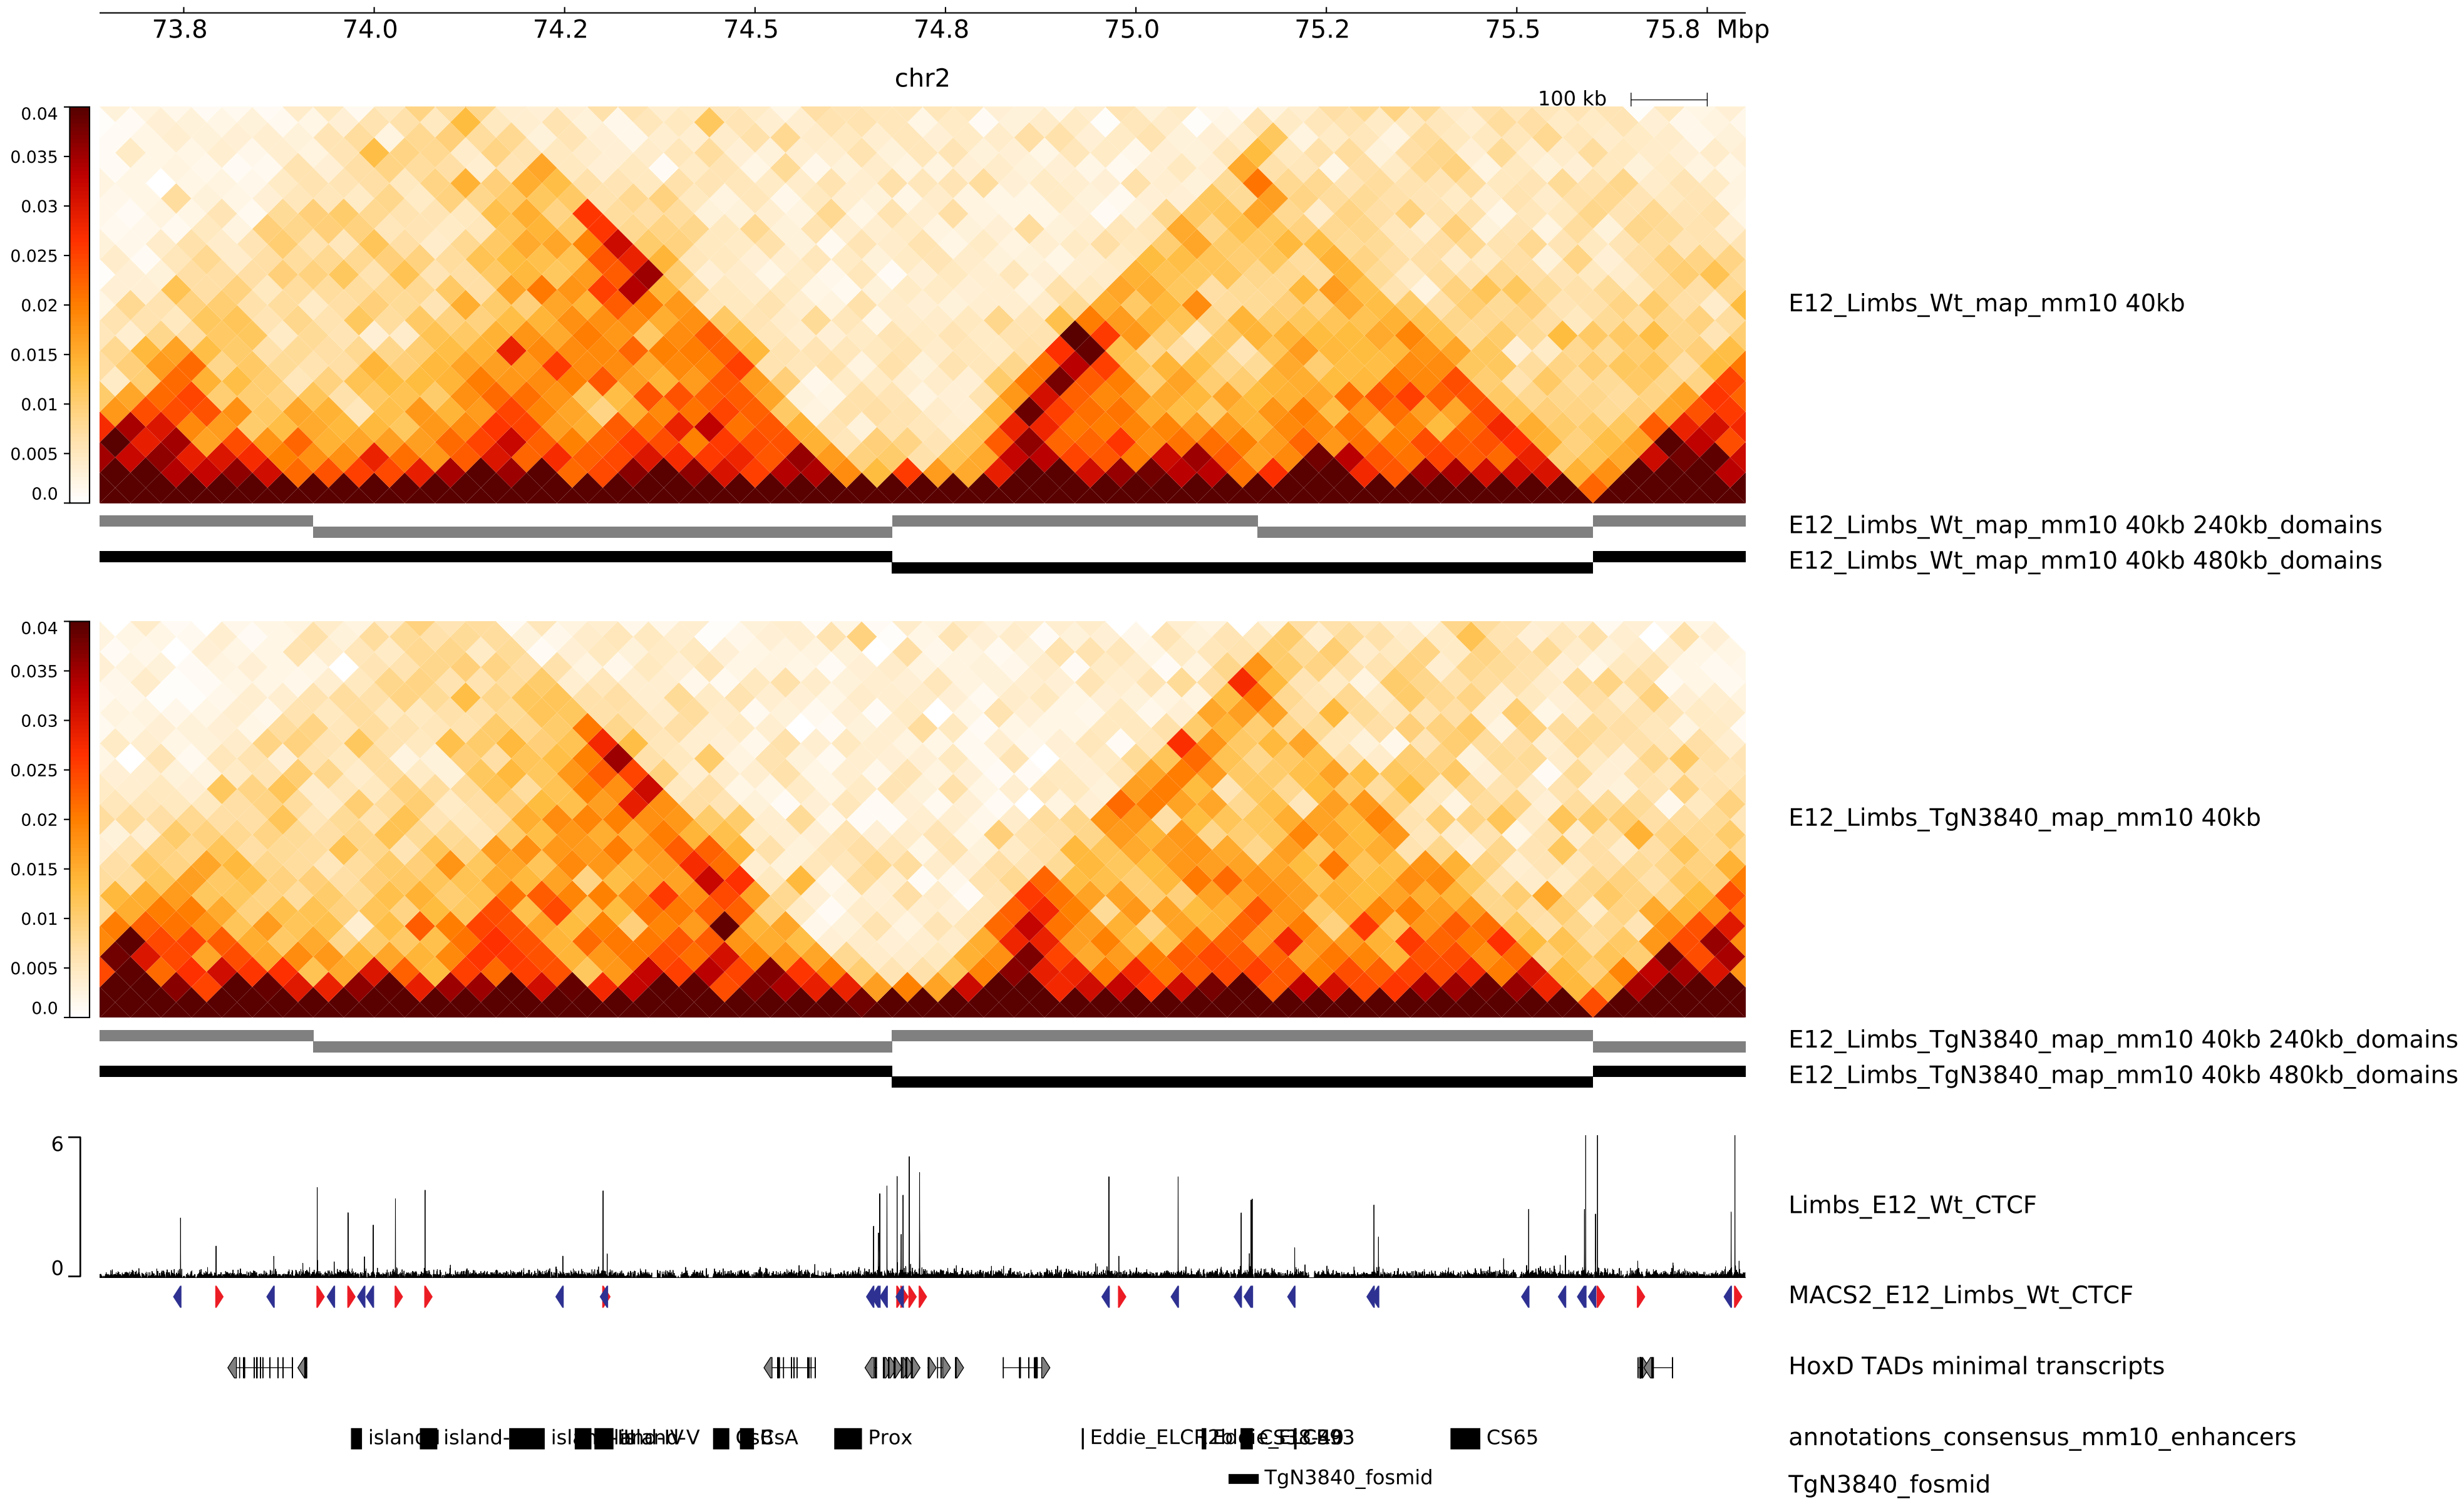 73.8 74.0 74.2 74.5 74.8 75.0 75.2 75.5 75.8 Mbp
chr2
100 kb
0.04
0.035
0.03
0.025
0.02
0.015
0.01
0.005
0.0
E12_Limbs_Wt_map_mm10 40kb
E12_Limbs_Wt_map_mm10 40kb 240kb_domains
E12_Limbs_Wt_map_mm10 40kb 480kb_domains
0.04
0.035
0.03
0.025
0.02
0.015
0.01
0.005
0.0
E12_Limbs_TgN3840_map_mm10 40kb
E12_Limbs_TgN3840_map_mm10 40kb 240kb_domains
E12_Limbs_TgN3840_map_mm10 40kb 480kb_domains
6
0
Limbs_E12_Wt_CTCF
MACS2_E12_Limbs_Wt_CTCF
HoxD TADs minimal transcripts
Prox CS65 annotations_consensus_mm10_enhancers
TgN3840_fosmid TgN3840_fosmid